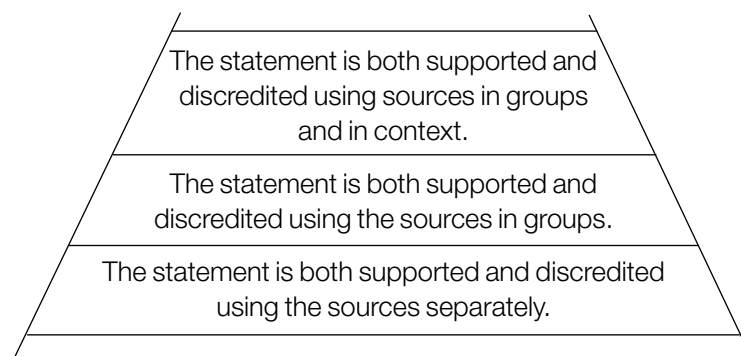 The statement is both supported and
discredited using sources in groups
and in context.
The statement is both supported and
discredited using the sources in groups.
The statement is both supported and discredited
using the sources separately.